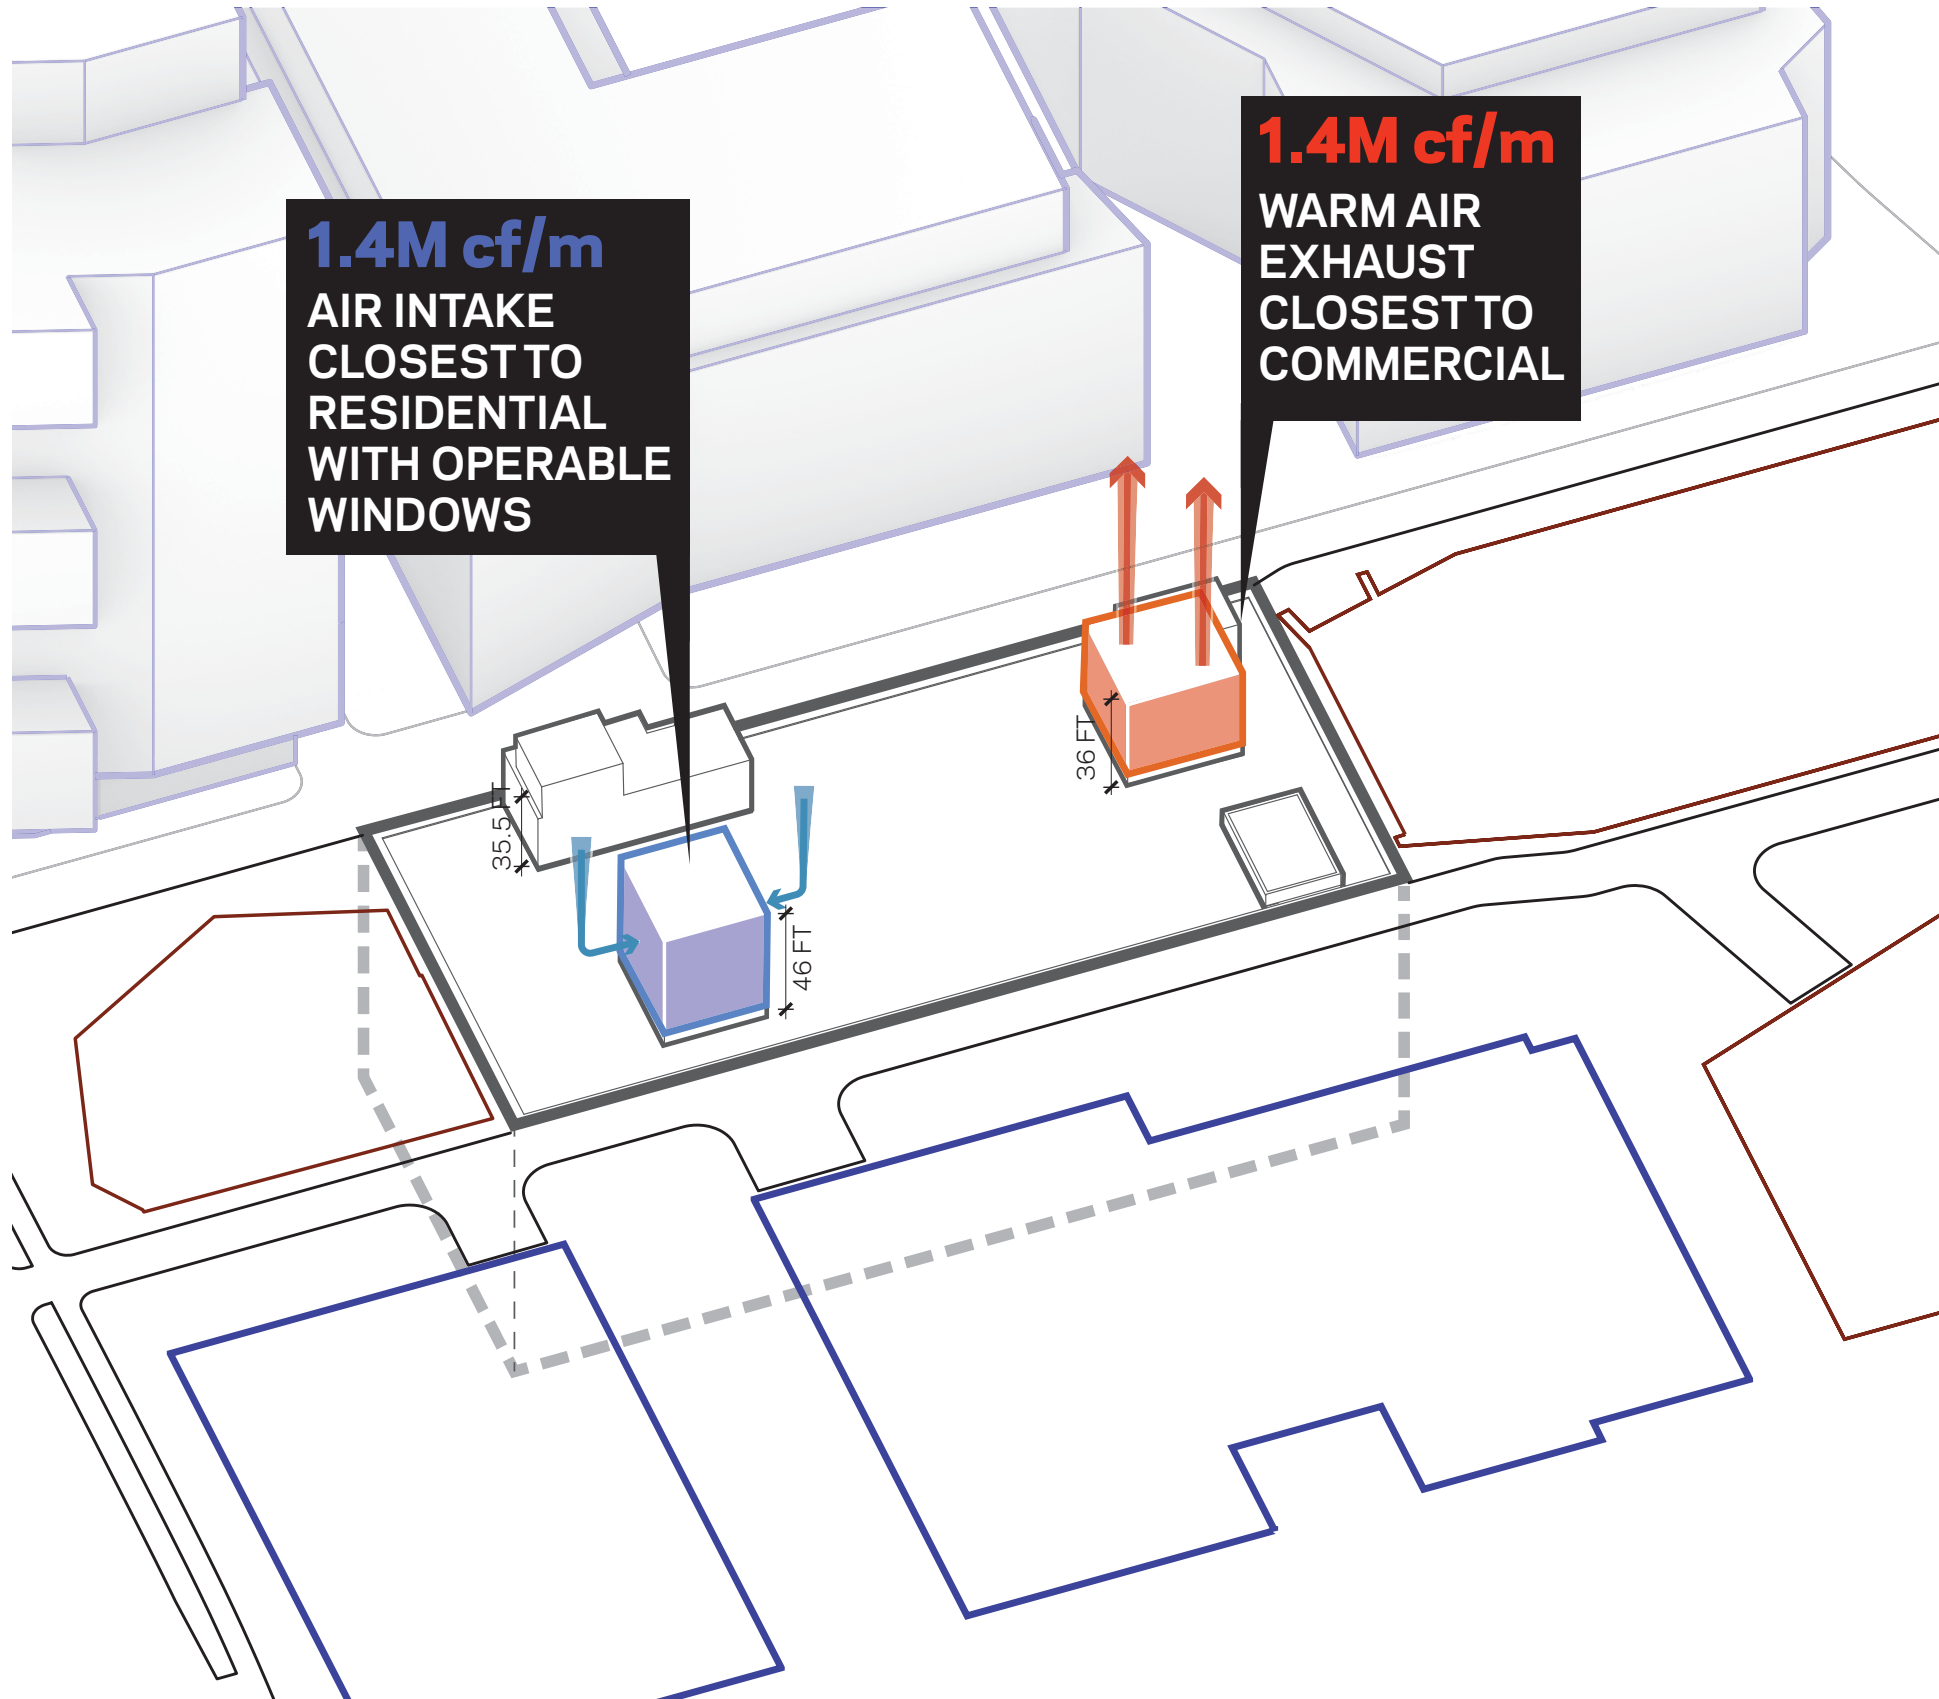 1.4M cf/m
AIR INTAKE
CLOSEST TO
RESIDENTIAL
WITH OPERABLE
WINDOWS
1.4M cf/m
WARM AIR
EXHAUST
CLOSEST TO
COMMERCIAL
36 FT
35.5 FT
46 FT